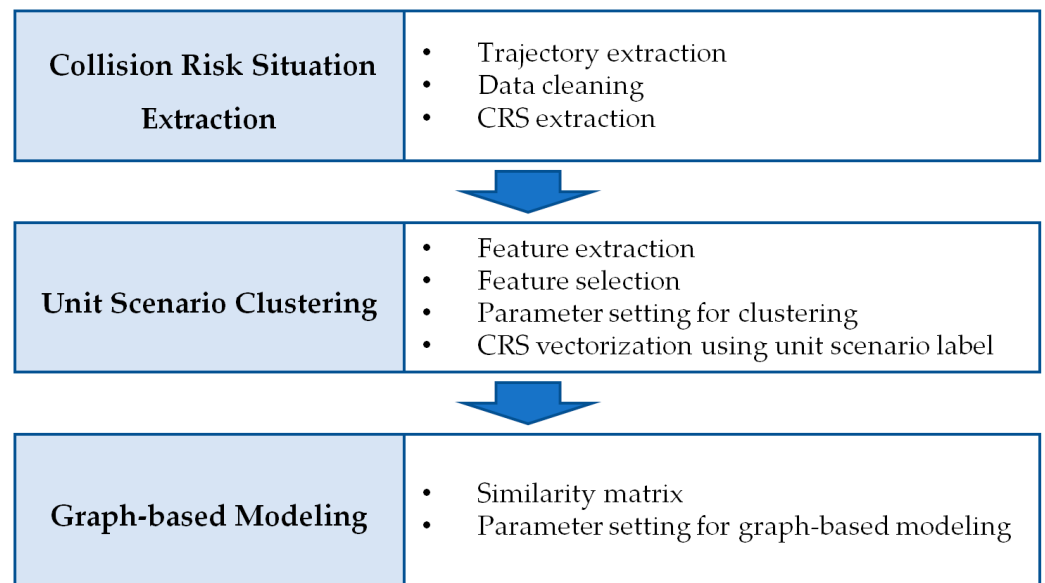 Collision Risk Situation
Extraction
• Trajectory extraction
• Data cleaning
• CRS extraction
Unit Scenario Clustering
• Feature extraction
• Feature selection
• Parameter setting for clustering
• CRS vectorization using unit scenario label
Graph-based Modeling
• Similarity matrix
• Parameter setting for graph-based modeling